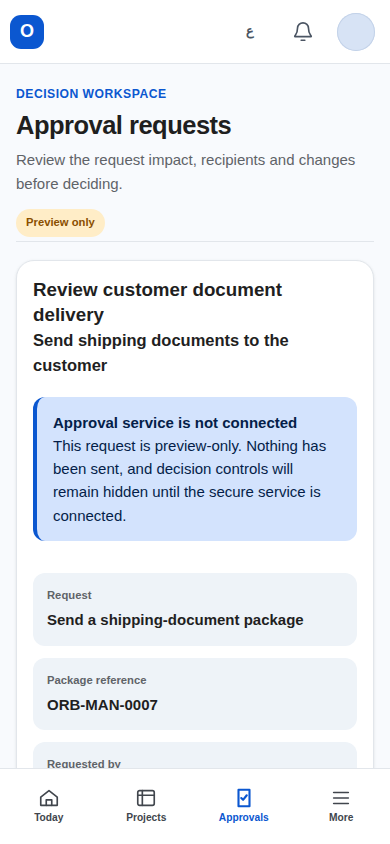 O
ع
DECISION WORKSPACE
Approval requests
Review the request impact, recipients and changes
before deciding.
Preview only
Review customer document
delivery
Send shipping documents to the
customer
Approval service is not connected
This request is preview-only. Nothing has
been sent, and decision controls will
remain hidden until the secure service is
connected.
Request
Send a shipping-document package
Package reference
ORB-MAN-0007
Requested by
Today
Projects
Approvals
More